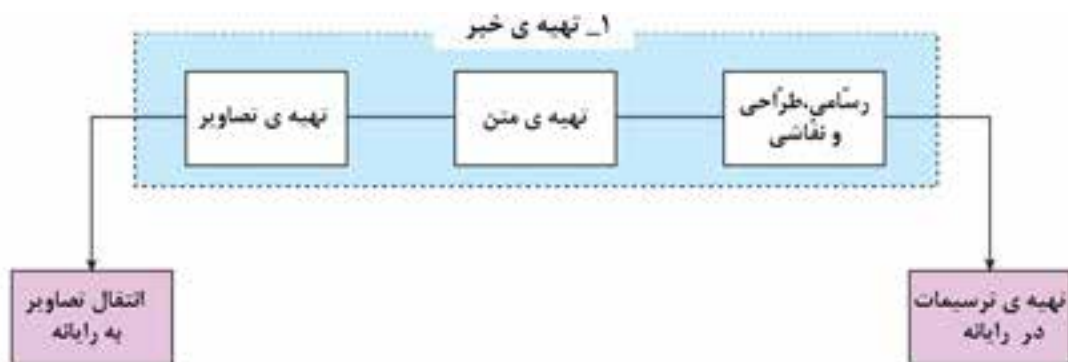 ۱_ تهیه ی خبر
رسّامی،طرّاحی
و نقّاشی
تهیه ی متن
تهیه ی تصاویر
تهیه ی ترسیمات
در رایانه
انتقال تصاویر
به رایانه